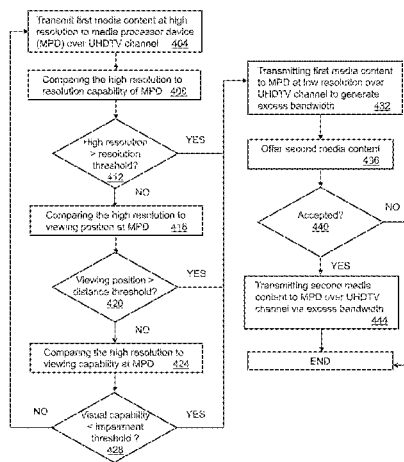 Transmit first media content at high
resolution to media processor device
(MPD) over UHDTV channel
404
Comparing the high resolution to
resolution capability of MPD
408
High resolution
> resolution
threshold?
412
YES
NO
Comparing the high resolution to
viewing position at MPD
416
Viewing position >
distance threshold?
420
YES
NO
Comparing the high resolution to
viewing capability at MPD
424
Visual capability
< impairment
threshold ?
428
NO
YES
Transmitting first media content
to MPD at low resolution over
UHDTV channel to generate
excess bandwidth
432
Offer second media content
436
Accepted?
440
NO
YES
Transmitting second media
content to MPD over UHDTV
channel via excess bandwidth
444
END